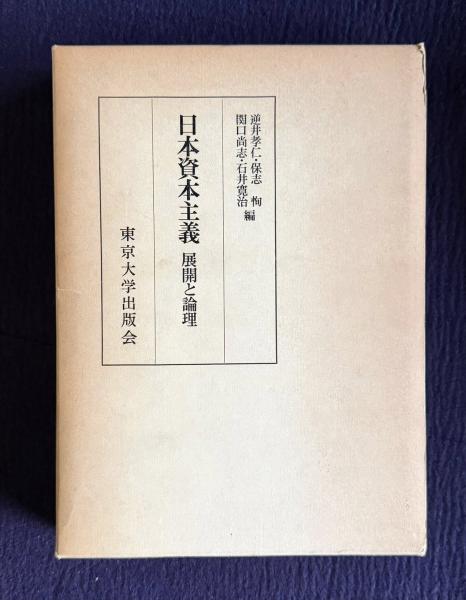 逆井孝仁・保志 恂
関口尚志・石井寛治 編
日本資本主義 展開と論理
東京大学出版会